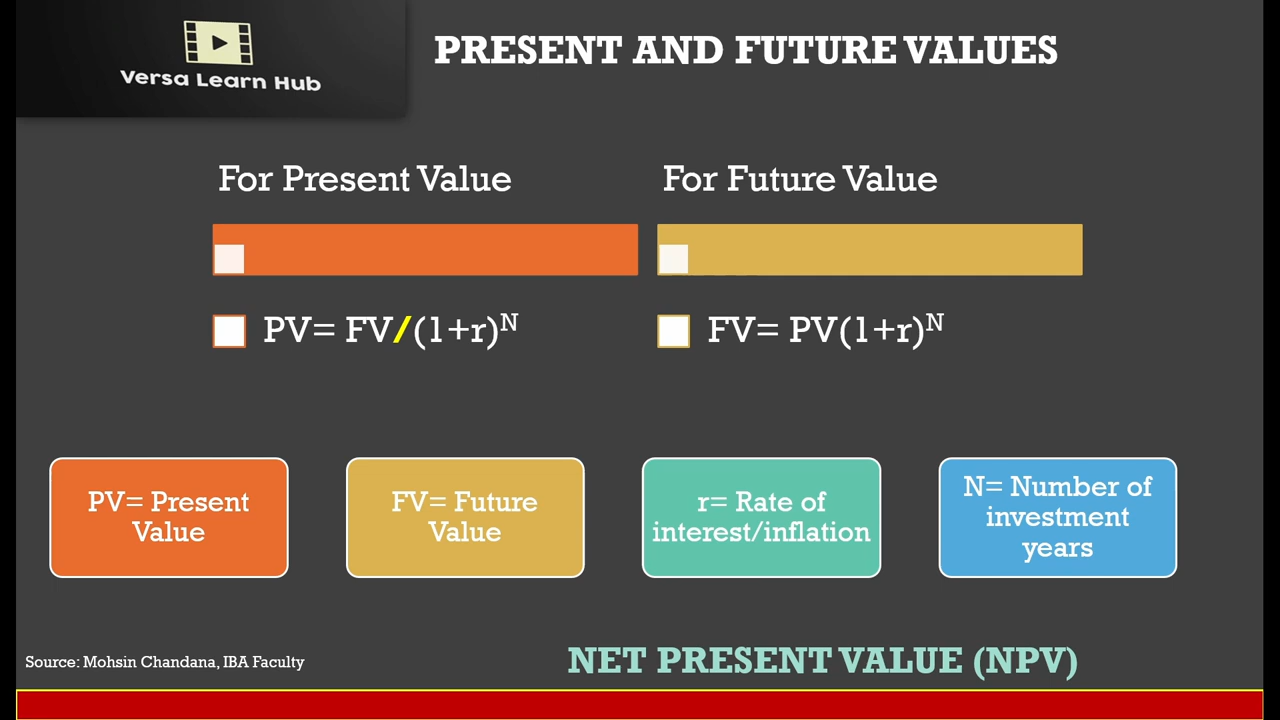 Versa Learn Hub
PRESENT AND FUTURE VALUES
For Present Value
PV= FV/(1+r)ᴺ
For Future Value
FV= PV(1+r)ᴺ
PV= Present
Value
FV= Future
Value
r= Rate of
interest/inflation
N= Number of
investment
years
Source: Mohsin Chandana, IBA Faculty
NET PRESENT VALUE (NPV)